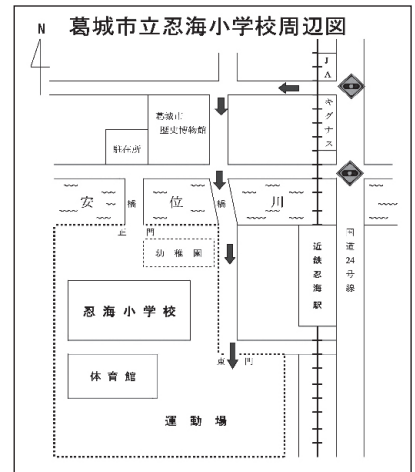 葛城市立忍海小学校周辺図
N
JA
キグナス
葛城市
歴史博物館
駐在所
安 位 川
橋
橋
正 門
幼 稚 園
近鉄忍海駅
国道24号線
忍 海 小 学 校
体 育 館
東 門
運 動 場